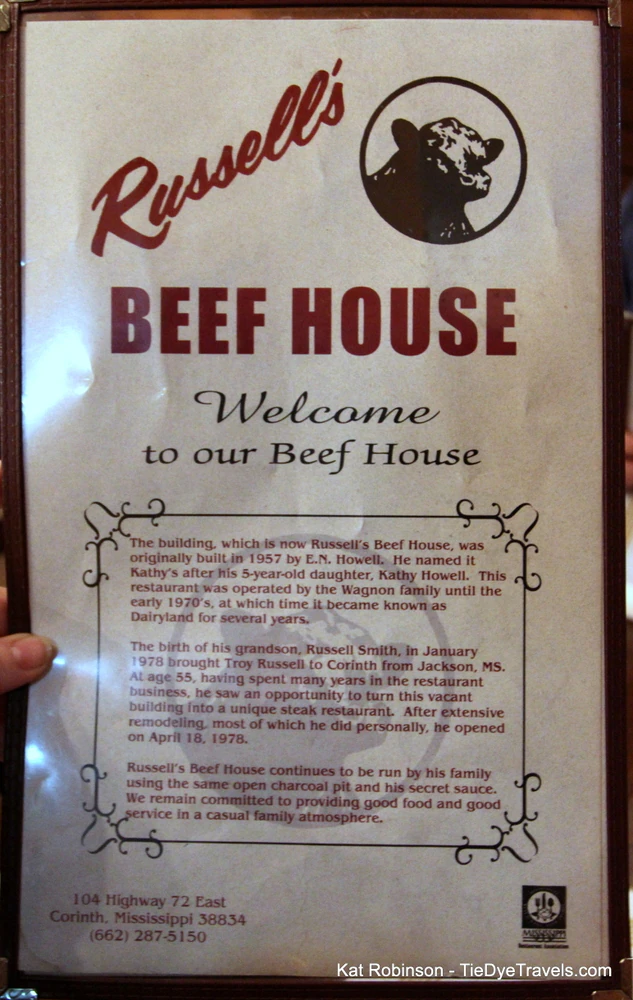 Russell's
BEEF HOUSE
Welcome
to our Beef House
The building, which is now Russell's Beef House, was
originally built in 1957 by E.N. Howell.  He named it
Kathy's after his 5-year-old daughter, Kathy Howell.  This
restaurant was operated by the Wagnon family until the
early 1970's, at which time it became known as
Dairyland for several years.
The birth of his grandson, Russell Smith, in January
1978 brought Troy Russell to Corinth from Jackson, MS.
At age 55, having spent many years in the restaurant
business, he saw an opportunity to turn this vacant
building into a unique steak restaurant.  After extensive
remodeling, most of which he did personally, he opened
on April 18, 1978.
Russell's Beef House continues to be run by his family
using the same open charcoal pit and his secret sauce.
We remain committed to providing good food and good
service in a casual family atmosphere.
104 Highway 72 East
Corinth, Mississippi 38834
(662) 287-5150
MISSISSIPPI
Restaurant Association
Kat Robinson - TieDyeTravels.com